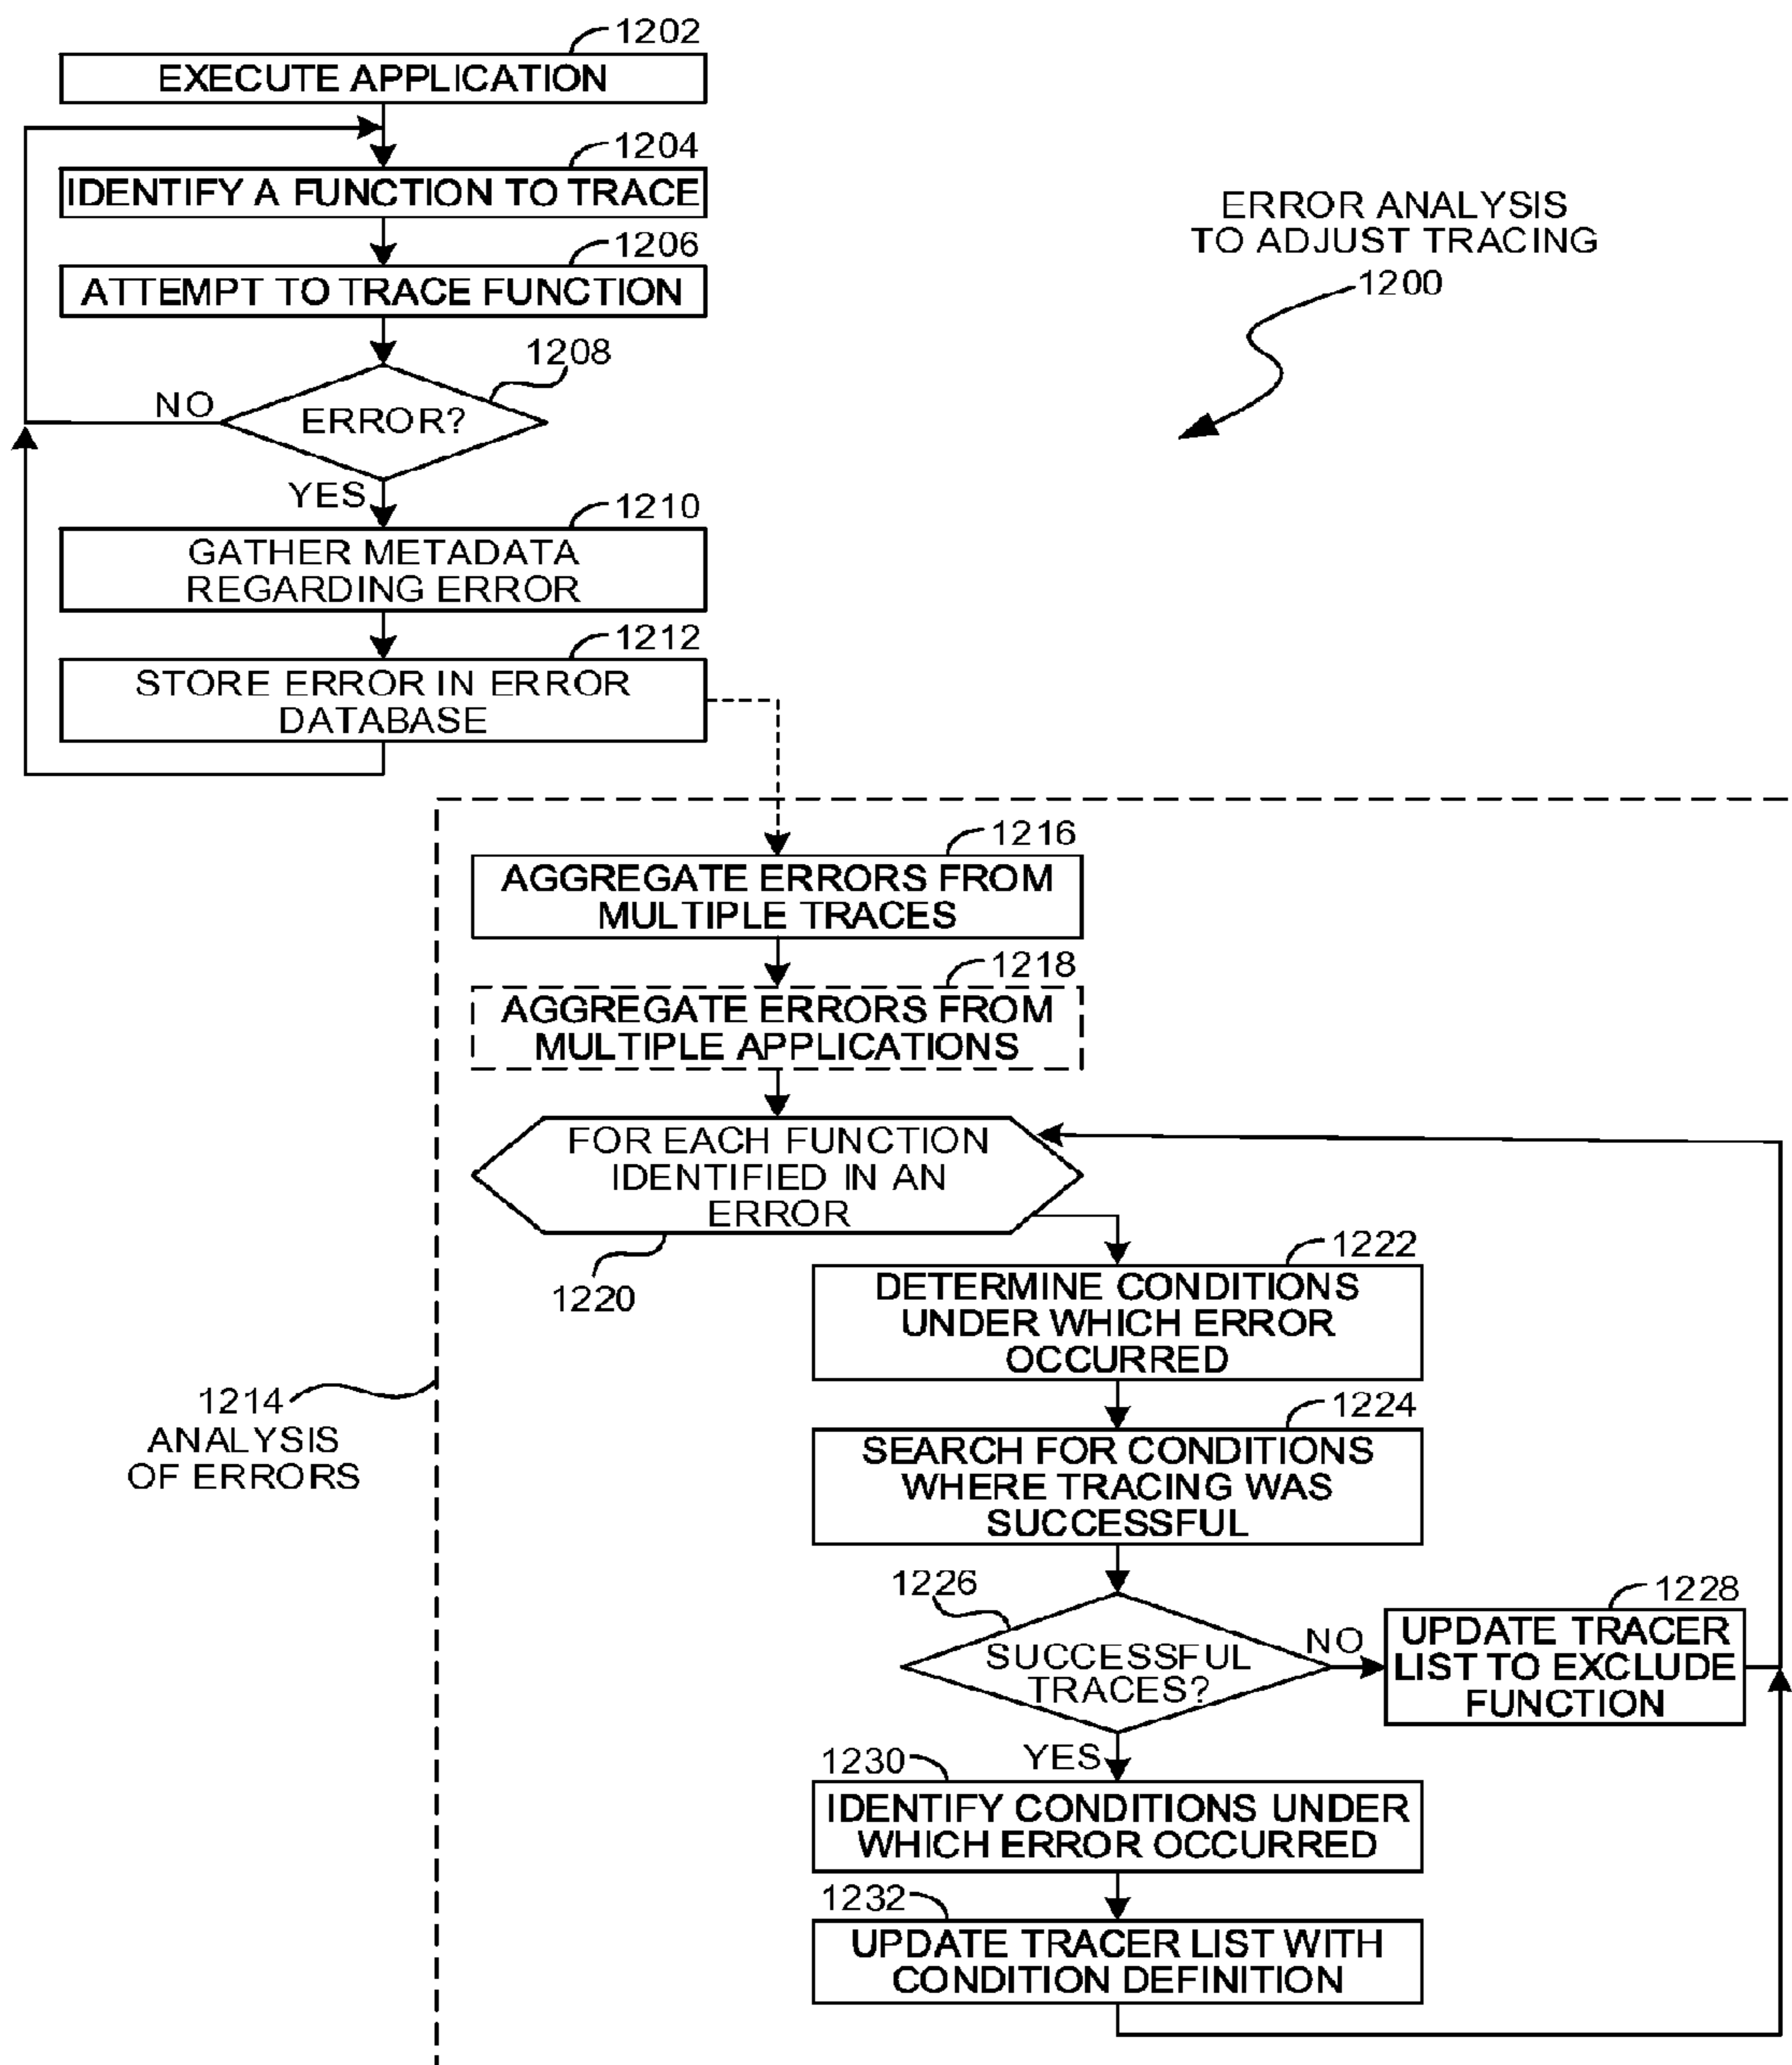 1202
EXECUTE APPLICATION
1204
IDENTIFY A FUNCTION TO TRACE
1206
ATTEMPT TO TRACE FUNCTION
1208
NO
ERROR?
YES
1210
GATHER METADATA
REGARDING ERROR
1212
STORE ERROR IN ERROR
DATABASE
ERROR ANALYSIS
TO ADJUST TRACING
1200
1216
AGGREGATE ERRORS FROM
MULTIPLE TRACES
1218
AGGREGATE ERRORS FROM
MULTIPLE APPLICATIONS
FOR EACH FUNCTION
IDENTIFIED IN AN
ERROR
1220
1222
DETERMINE CONDITIONS
UNDER WHICH ERROR
OCCURRED
1214
ANALYSIS
OF ERRORS
1224
SEARCH FOR CONDITIONS
WHERE TRACING WAS
SUCCESSFUL
1226
SUCCESSFUL
TRACES?
NO
1228
UPDATE TRACER
LIST TO EXCLUDE
FUNCTION
YES
1230
IDENTIFY CONDITIONS UNDER
WHICH ERROR OCCURRED
1232
UPDATE TRACER LIST WITH
CONDITION DEFINITION